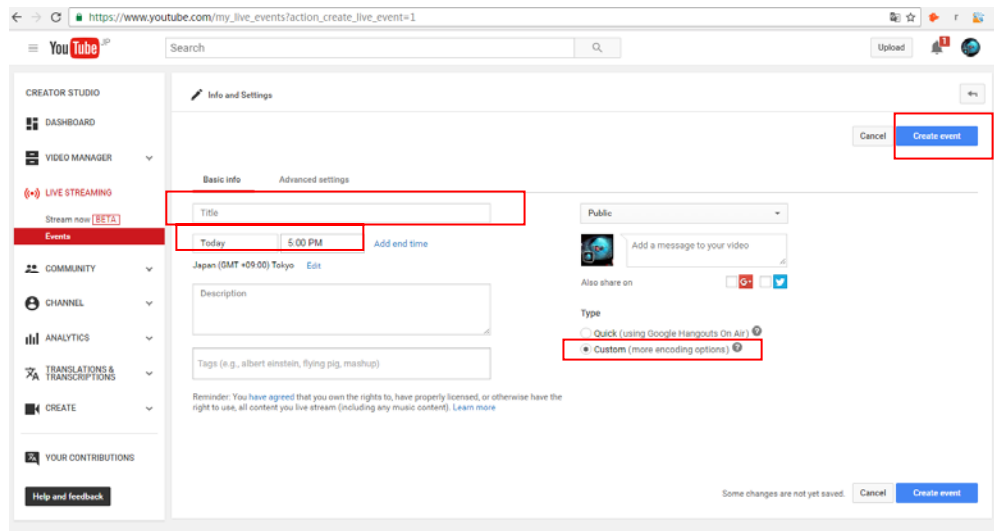 https://www.youtube.com/my_live_events?action_create_live_event=1
YouTube JP
Search
Upload
1
CREATOR STUDIO
Info and Settings
DASHBOARD
Cancel
Create event
VIDEO MANAGER
Basic info
Advanced settings
LIVE STREAMING
Title
Public
Stream now BETA
Events
Today
5:00 PM
Add end time
Add a message to your video
Japan (GMT +09:00) Tokyo Edit
COMMUNITY
Also share on
G+
Description
CHANNEL
Type
Quick (using Google Hangouts On Air) ?
ANALYTICS
Custom (more encoding options) ?
Tags (e.g., albert einstein, flying pig, mashup)
TRANSLATIONS &
TRANSCRIPTIONS
Reminder: You have agreed that you own the rights to, have properly licensed, or otherwise have the
right to use, all content you live stream (including any music content). Learn more
CREATE
YOUR CONTRIBUTIONS
Help and feedback
Some changes are not yet saved.
Cancel
Create event